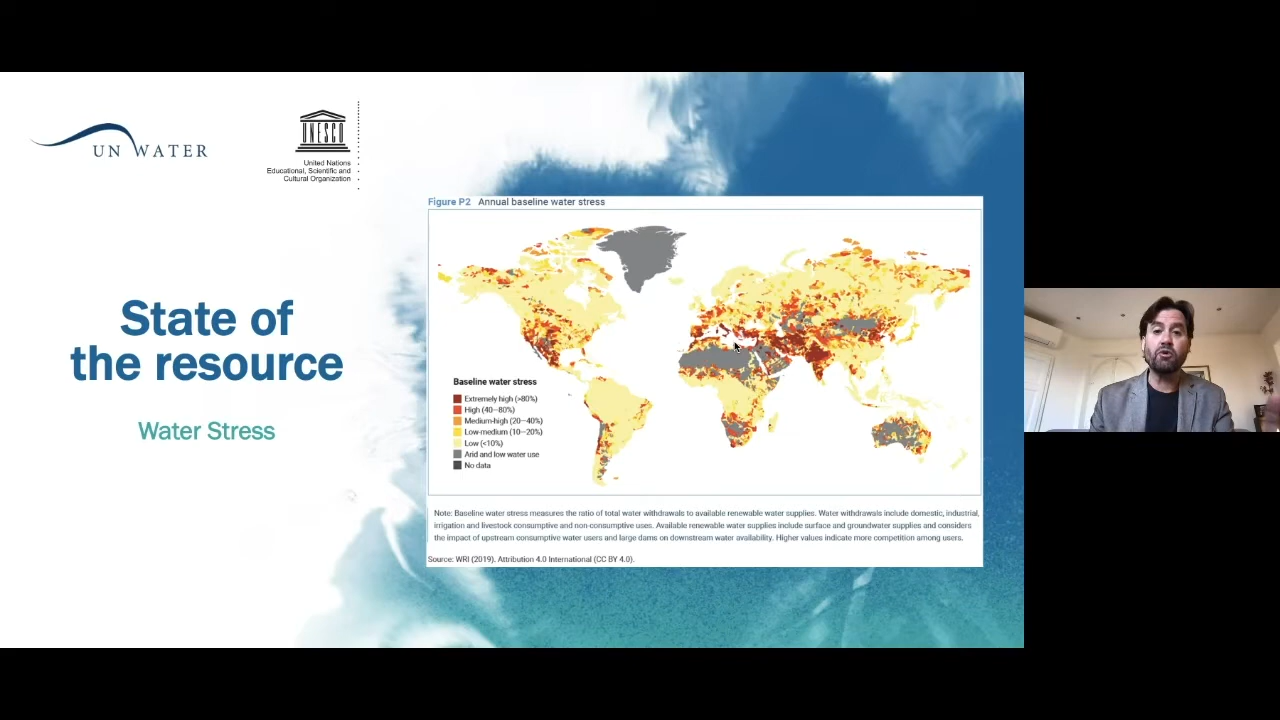 UN WATER
UNESCO
United Nations
Educational, Scientific and
Cultural Organization
State of
the resource
Water Stress
Figure P2 Annual baseline water stress
Baseline water stress
Extremely high (>80%)
High (40–80%)
Medium-high (20–40%)
Low-medium (10–20%)
Low (<10%)
Arid and low water use
No data
Note: Baseline water stress measures the ratio of total water withdrawals to available renewable water supplies. Water withdrawals include domestic, industrial,
irrigation and livestock consumptive and non-consumptive uses. Available renewable water supplies include surface and groundwater supplies and considers
the impact of upstream consumptive water users and large dams on downstream water availability. Higher values indicate more competition among users.
Source: WRI (2019). Attribution 4.0 International (CC BY 4.0).